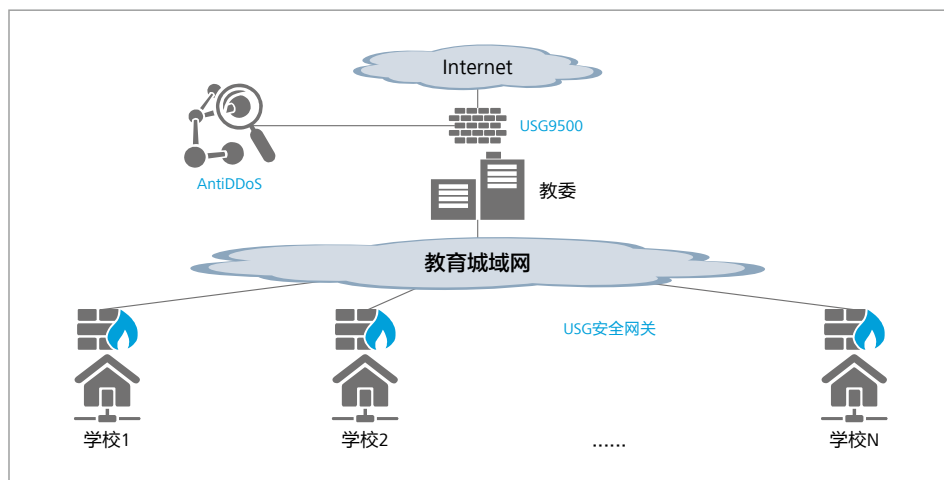 Internet
USG9500
AntiDDoS
教委
教育城域网
USG安全网关
学校1
学校2
......
学校N